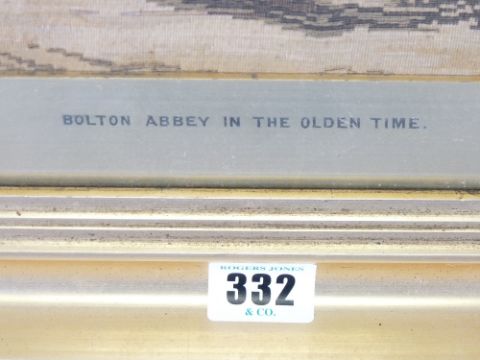 BOLTON ABBEY IN THE OLDEN TIME.
ROGERS JONES
332
& CO.